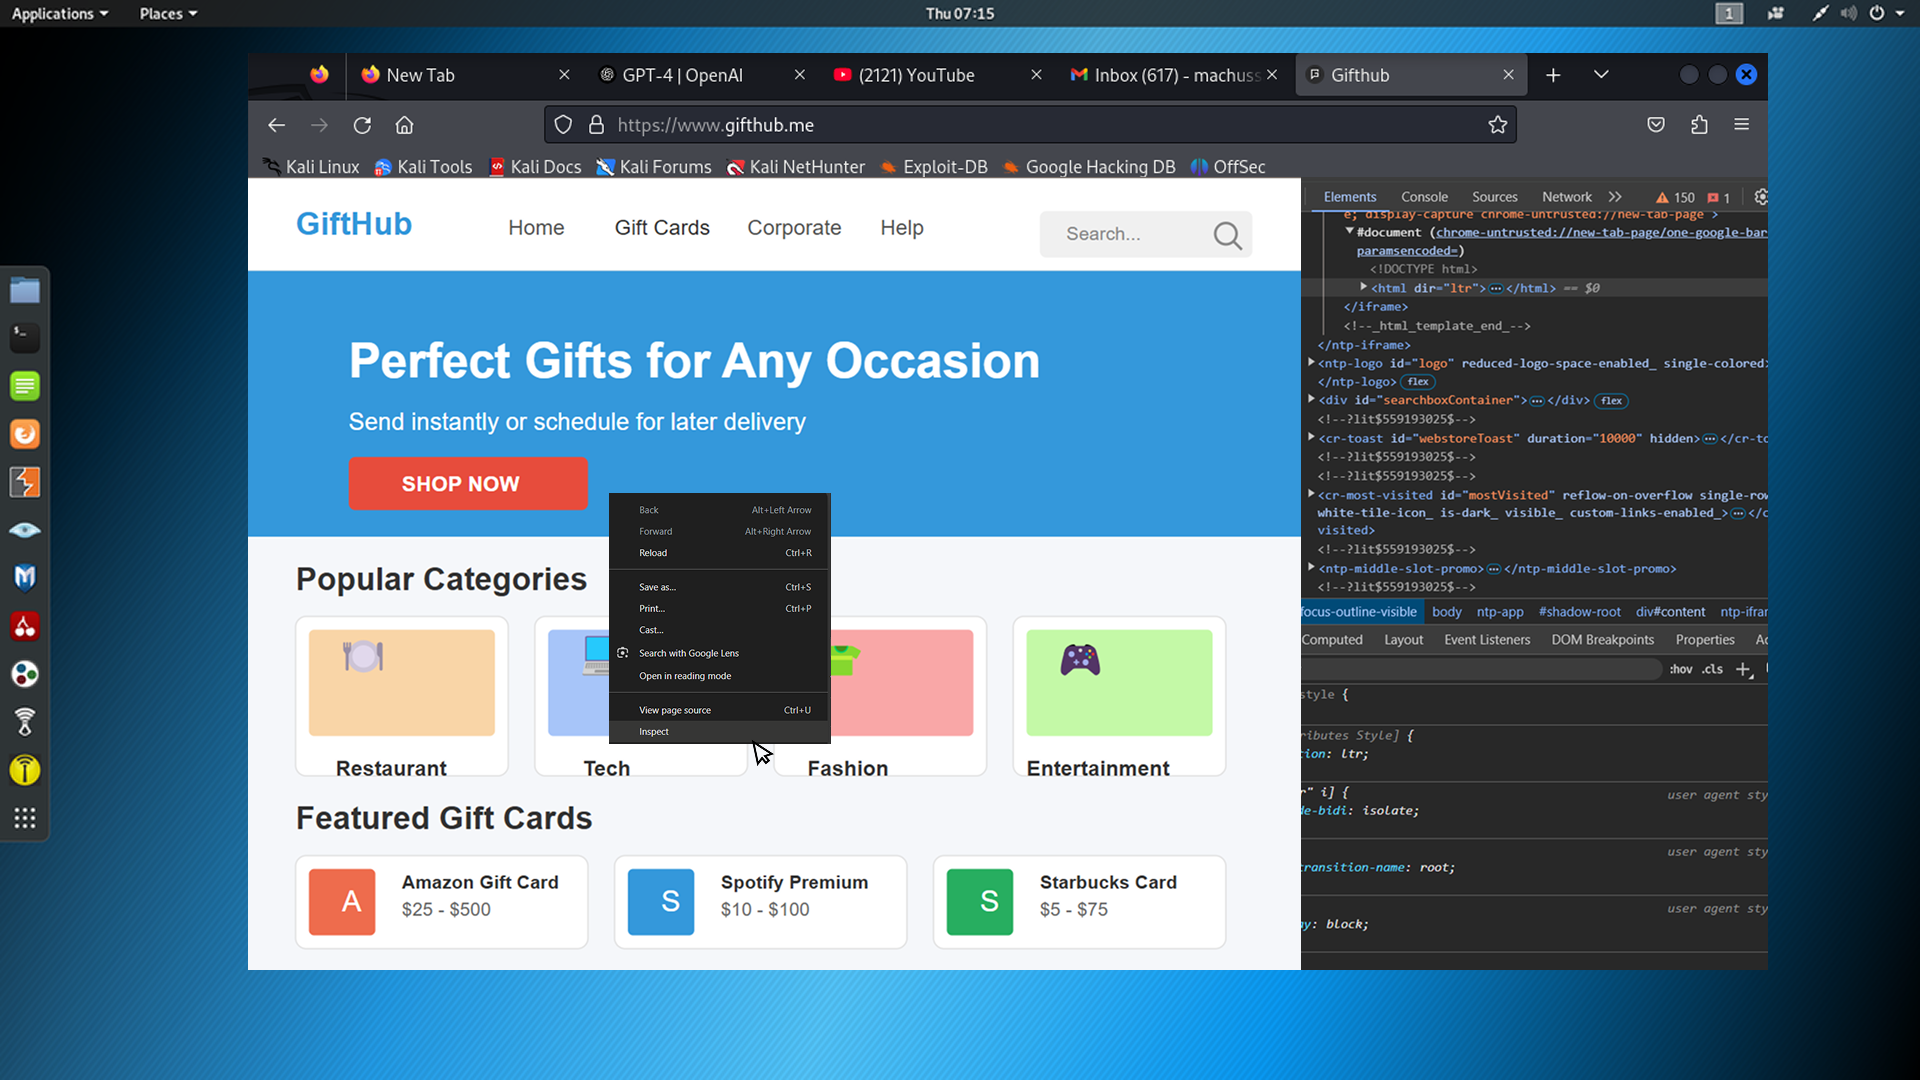 Applications Places Thu 07:15 1
New Tab GPT-4 | OpenAI (2121) YouTube Inbox (617) - machuss Gifthub
https://www.gifthub.me
Kali Linux Kali Tools Kali Docs Kali Forums Kali NetHunter Exploit-DB Google Hacking DB OffSec
GiftHub Home Gift Cards Corporate Help Search...
Perfect Gifts for Any Occasion
Send instantly or schedule for later delivery
SHOP NOW
Back Alt+Left Arrow
Forward Alt+Right Arrow
Reload Ctrl+R
Save as... Ctrl+S
Print... Ctrl+P
Cast...
Search with Google Lens
Open in reading mode
View page source Ctrl+U
Inspect
Popular Categories
Restaurant Tech Fashion Entertainment
Featured Gift Cards
A Amazon Gift Card
$25 - $500
S Spotify Premium
$10 - $100
S Starbucks Card
$5 - $75
Elements Console Sources Network 150 1
e; display-capture chrome-untrusted://new-tab-page >
#document (chrome-untrusted://new-tab-page/one-google-bar
paramsencoded=)
<!DOCTYPE html>
<html dir="ltr"> </html> == $0
</iframe>
<!--_html_template_end_-->
</ntp-iframe>
<ntp-logo id="logo" reduced-logo-space-enabled_ single-colored>
</ntp-logo> flex
<div id="searchboxContainer"> </div> flex
<!--?lit$559193025$-->
<cr-toast id="webstoreToast" duration="10000" hidden> </cr-to
<!--?lit$559193025$-->
<!--?lit$559193025$-->
<cr-most-visited id="mostVisited" reflow-on-overflow single-row
white-tile-icon_ is-dark_ visible_ custom-links-enabled_> </c
visited>
<!--?lit$559193025$-->
<ntp-middle-slot-promo> </ntp-middle-slot-promo>
<!--?lit$559193025$-->
focus-outline-visible body ntp-app #shadow-root div#content ntp-ifran
Computed Layout Event Listeners DOM Breakpoints Properties Ac
:hov .cls +
style {
ributes Style] {
tion: ltr;
r" i] { user agent sty
de-bidi: isolate;
user agent sty
transition-name: root;
user agent sty
ay: block;